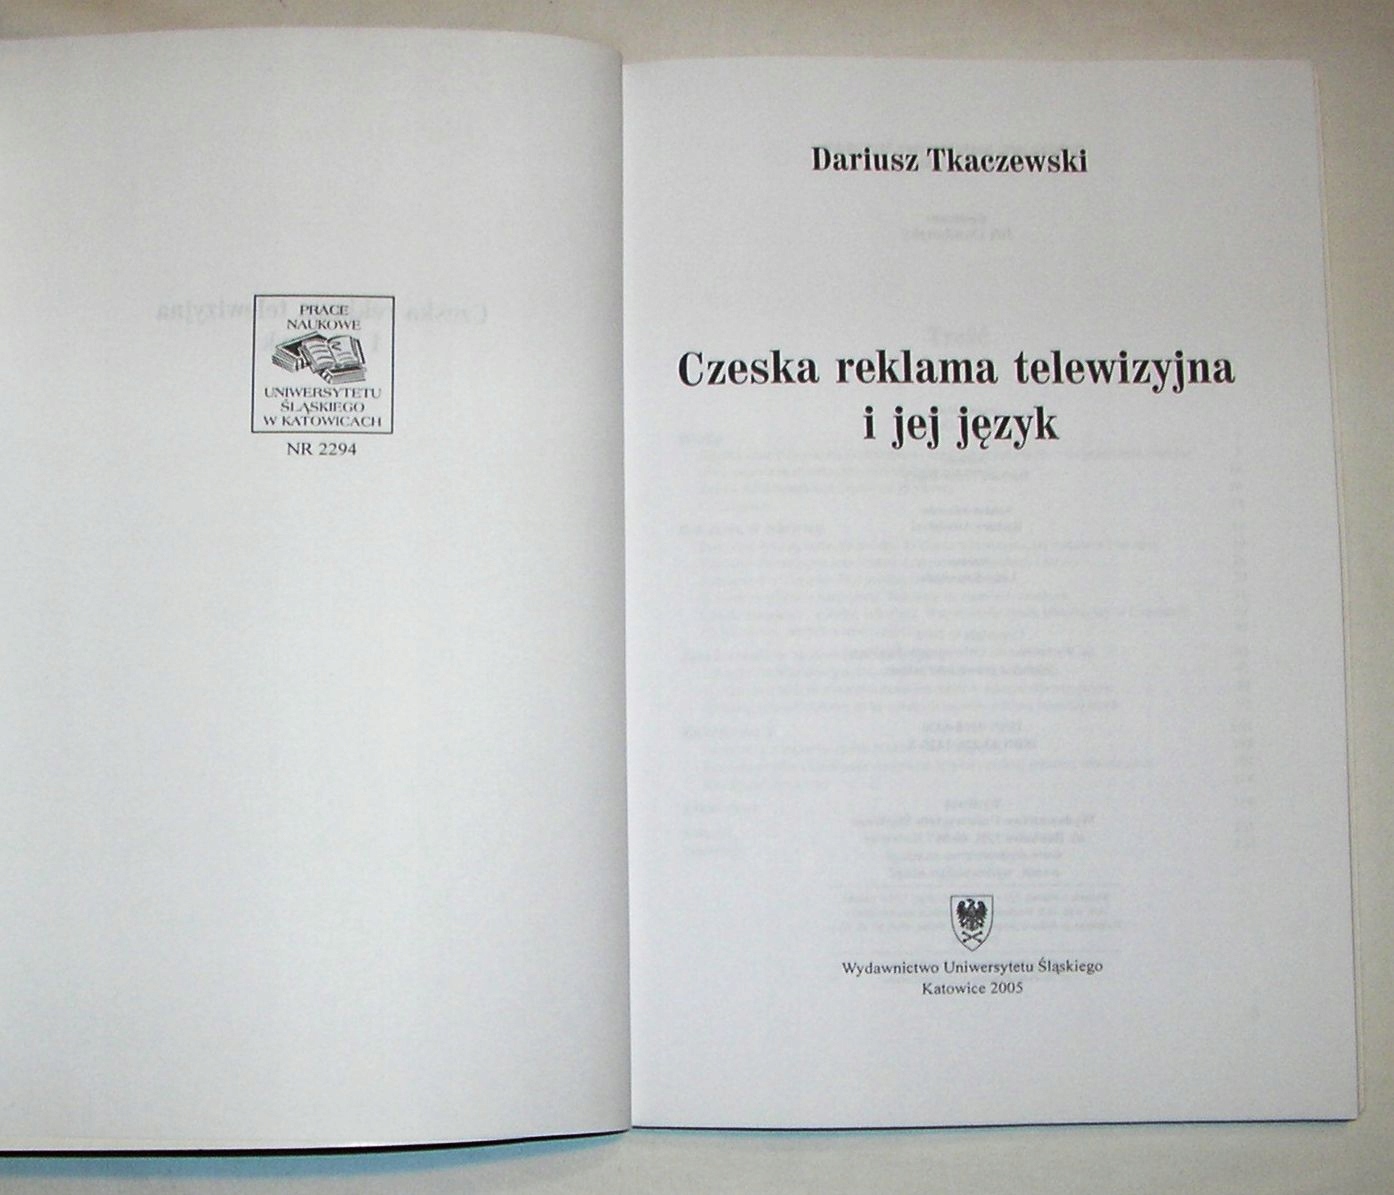 PRACE
NAUKOWE
UNIWERSYTETU
ŚLĄSKIEGO
W KATOWICACH
NR 2294
Dariusz Tkaczewski
Czeska reklama telewizyjna
i jej język
Wydawnictwo Uniwersytetu Śląskiego
Katowice 2005